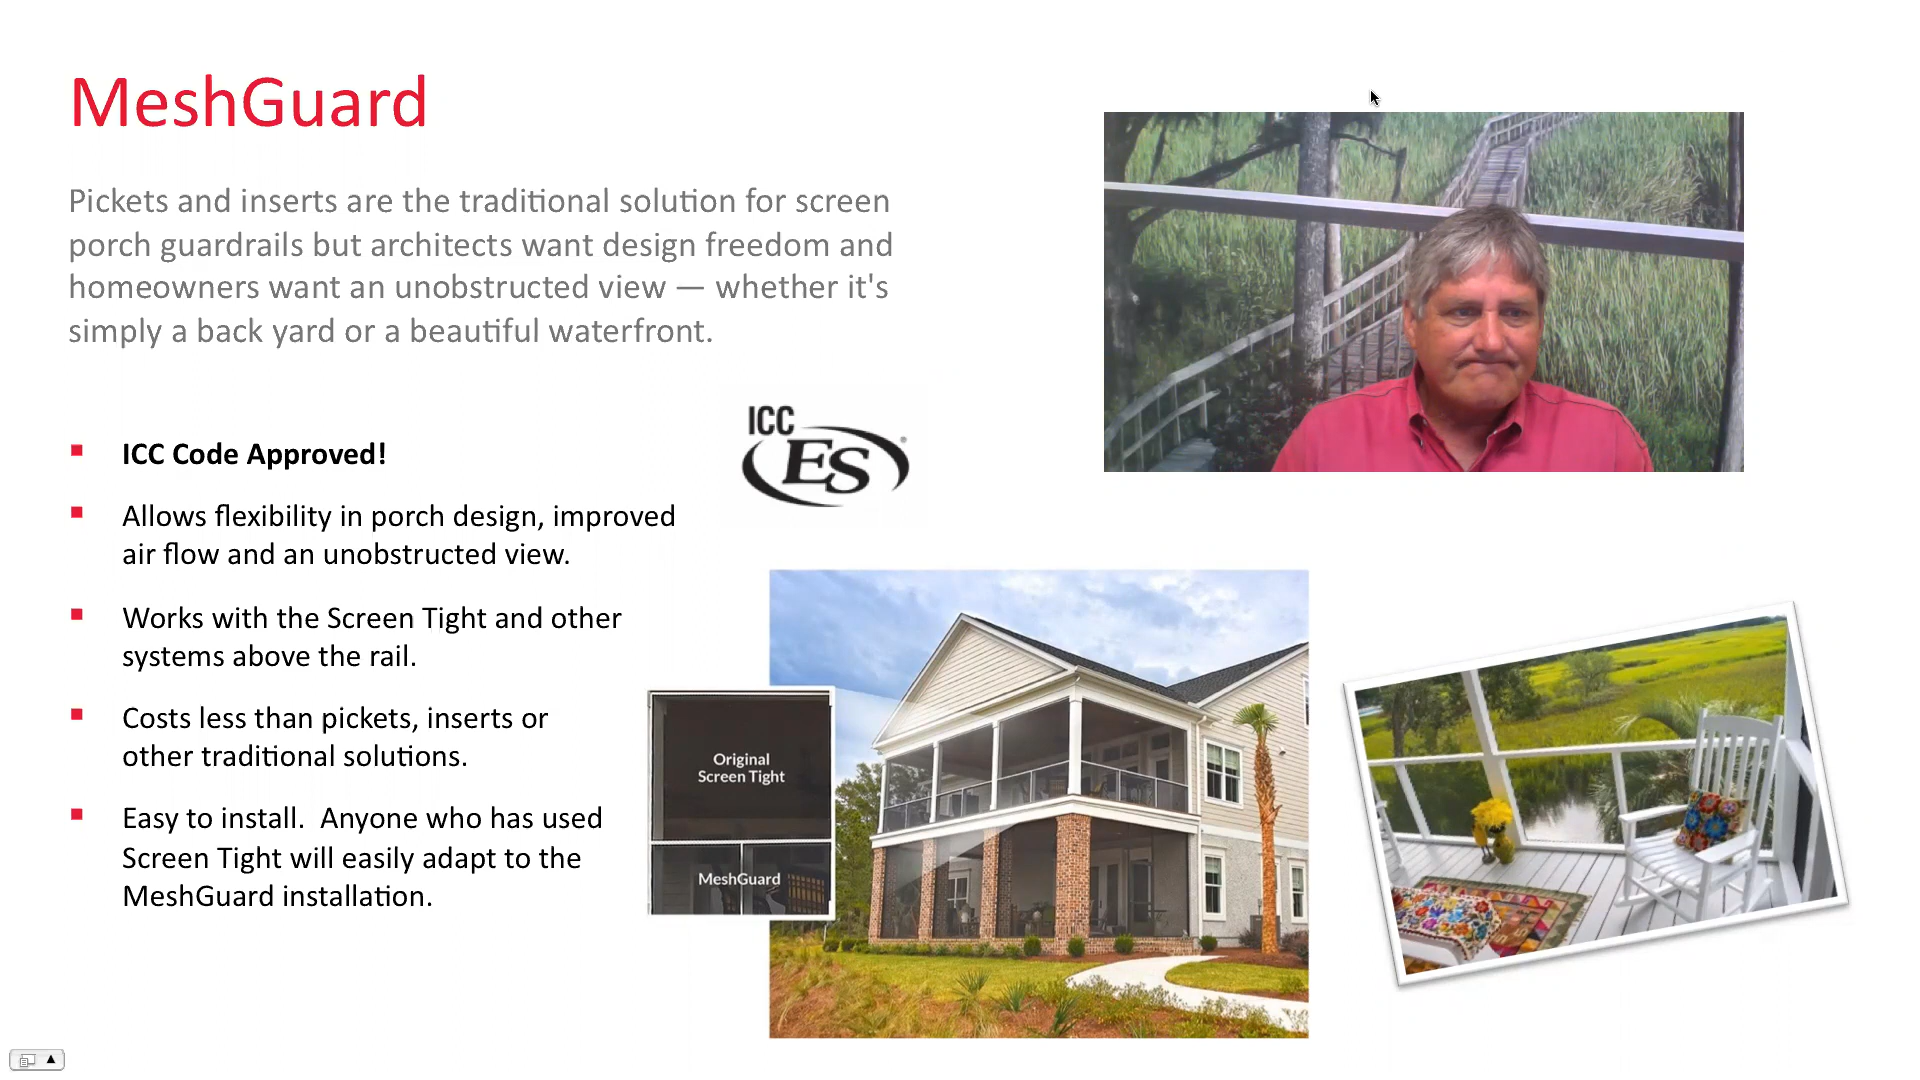 MeshGuard
Pickets and inserts are the traditional solution for screen
porch guardrails but architects want design freedom and
homeowners want an unobstructed view — whether it's
simply a back yard or a beautiful waterfront.
ICC Code Approved!
ICC
ES
Allows flexibility in porch design, improved
air flow and an unobstructed view.
Works with the Screen Tight and other
systems above the rail.
Costs less than pickets, inserts or
other traditional solutions.
Easy to install.  Anyone who has used
Screen Tight will easily adapt to the
MeshGuard installation.
Original
Screen Tight
MeshGuard